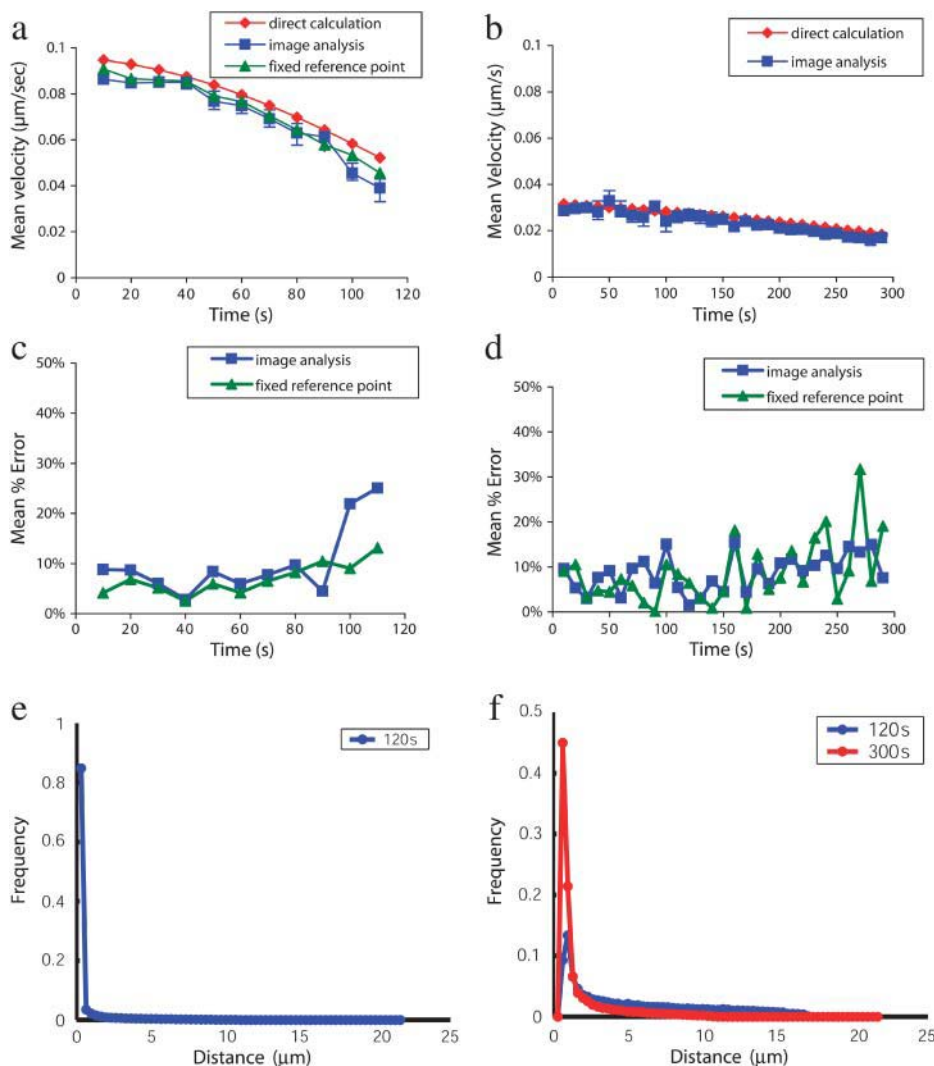 a
direct calculation
image analysis
fixed reference point
Mean velocity (μm/sec)
0.1
0.08
0.06
0.04
0.02
0
0 20 40 60 80 100 120
Time (s)
b
direct calculation
image analysis
Mean Velocity (μm/s)
0.1
0.08
0.06
0.04
0.02
0
0 50 100 150 200 250 300
Time (s)
c
image analysis
fixed reference point
Mean % Error
50%
40%
30%
20%
10%
0%
0 20 40 60 80 100 120
Time (s)
d
image analysis
fixed reference point
Mean % Error
50%
40%
30%
20%
10%
0%
0 50 100 150 200 250 300
Time (s)
e
120s
Frequency
1
0.8
0.6
0.4
0.2
0
0 5 10 15 20 25
Distance (μm)
f
120s
300s
Frequency
0.5
0.4
0.3
0.2
0.1
0
0 5 10 15 20 25
Distance (μm)